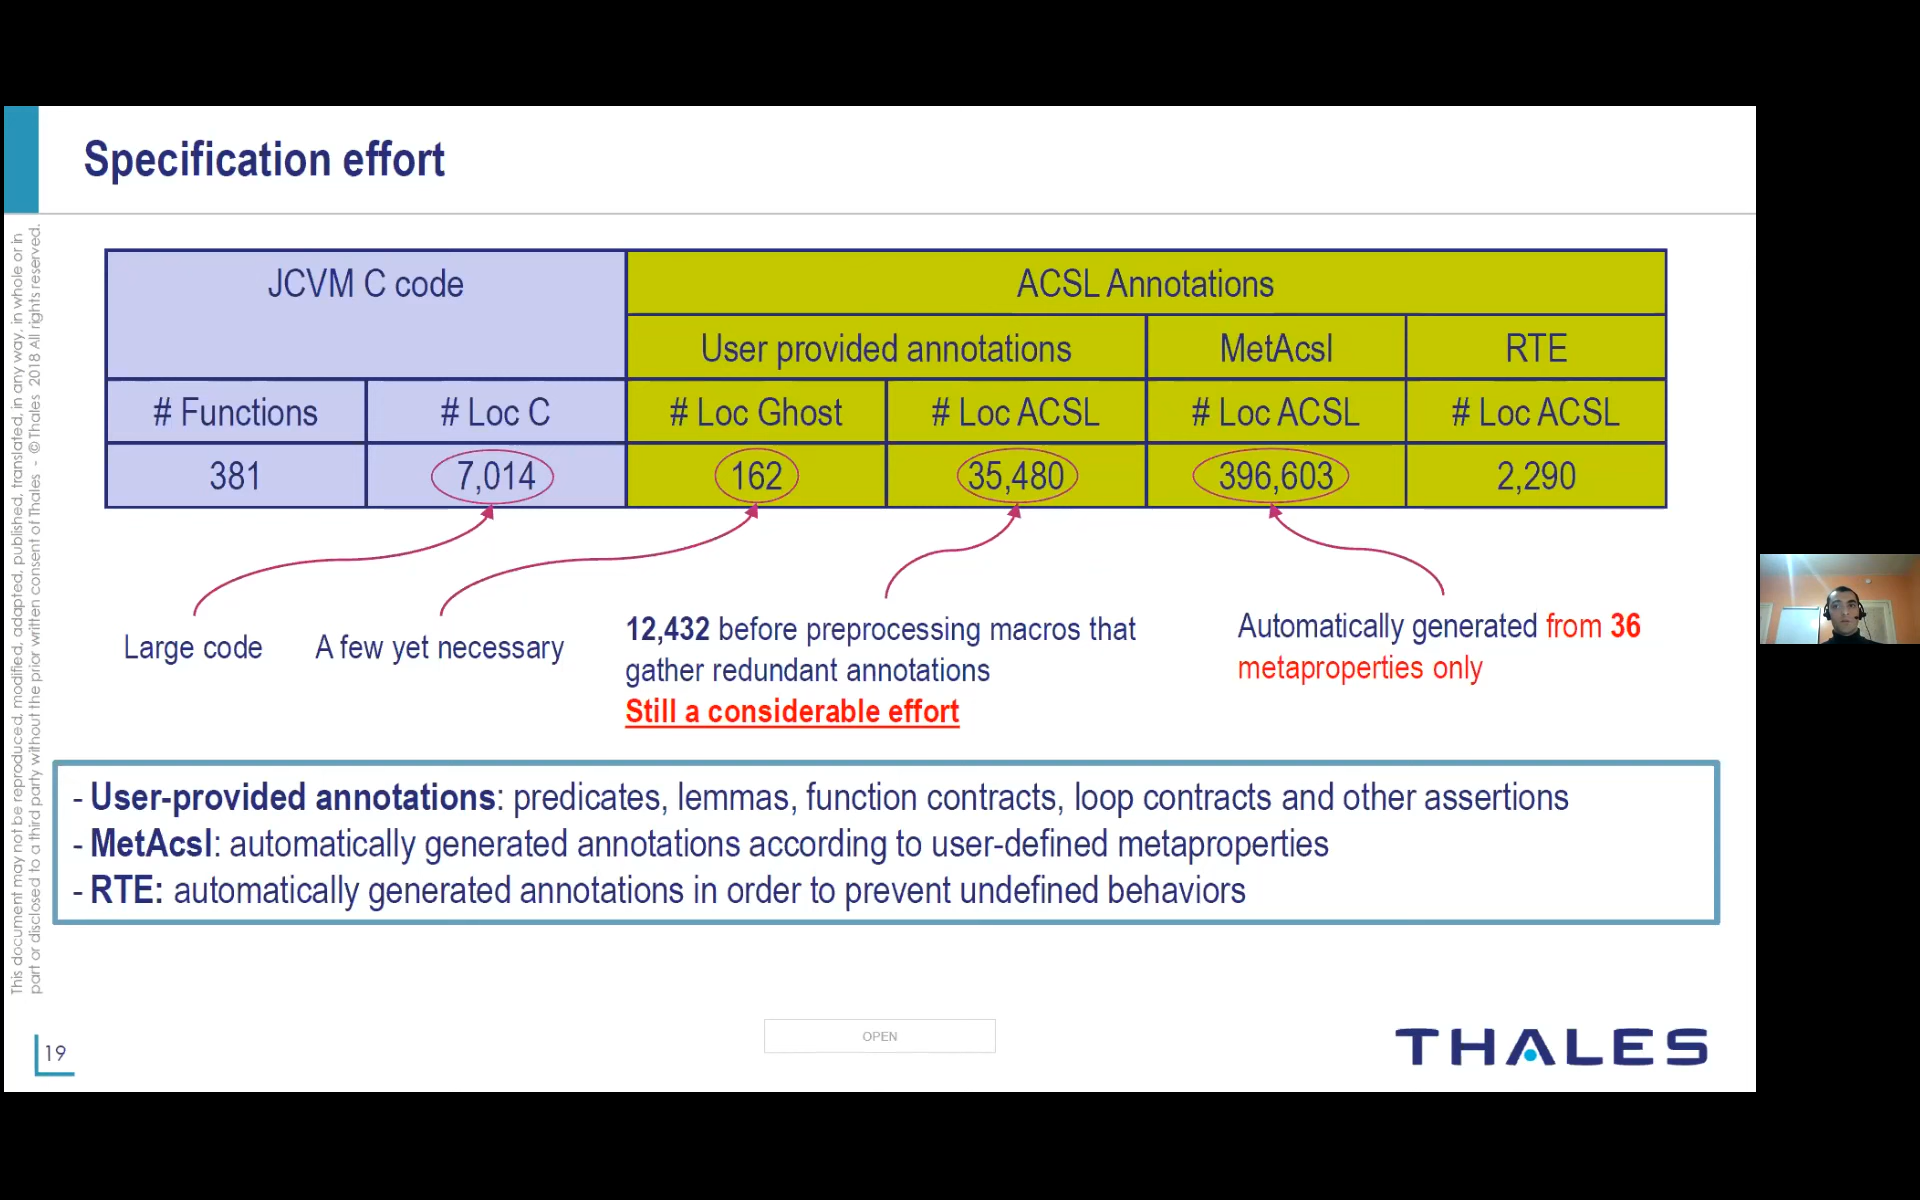 Specification effort
This document may not be reproduced, modified, adapted, published, translated, in any way, in whole or in
part or disclosed to a third party without the prior written consent of Thales - © Thales 2018 All rights reserved.
JCVM C code
ACSL Annotations
User provided annotations
MetAcsl
RTE
# Functions
# Loc C
# Loc Ghost
# Loc ACSL
# Loc ACSL
# Loc ACSL
381
7,014
162
35,480
396,603
2,290
Large code
A few yet necessary
12,432 before preprocessing macros that
gather redundant annotations
Still a considerable effort
Automatically generated from 36
metaproperties only
- User-provided annotations: predicates, lemmas, function contracts, loop contracts and other assertions
- MetAcsl: automatically generated annotations according to user-defined metaproperties
- RTE: automatically generated annotations in order to prevent undefined behaviors
19
OPEN
THALES